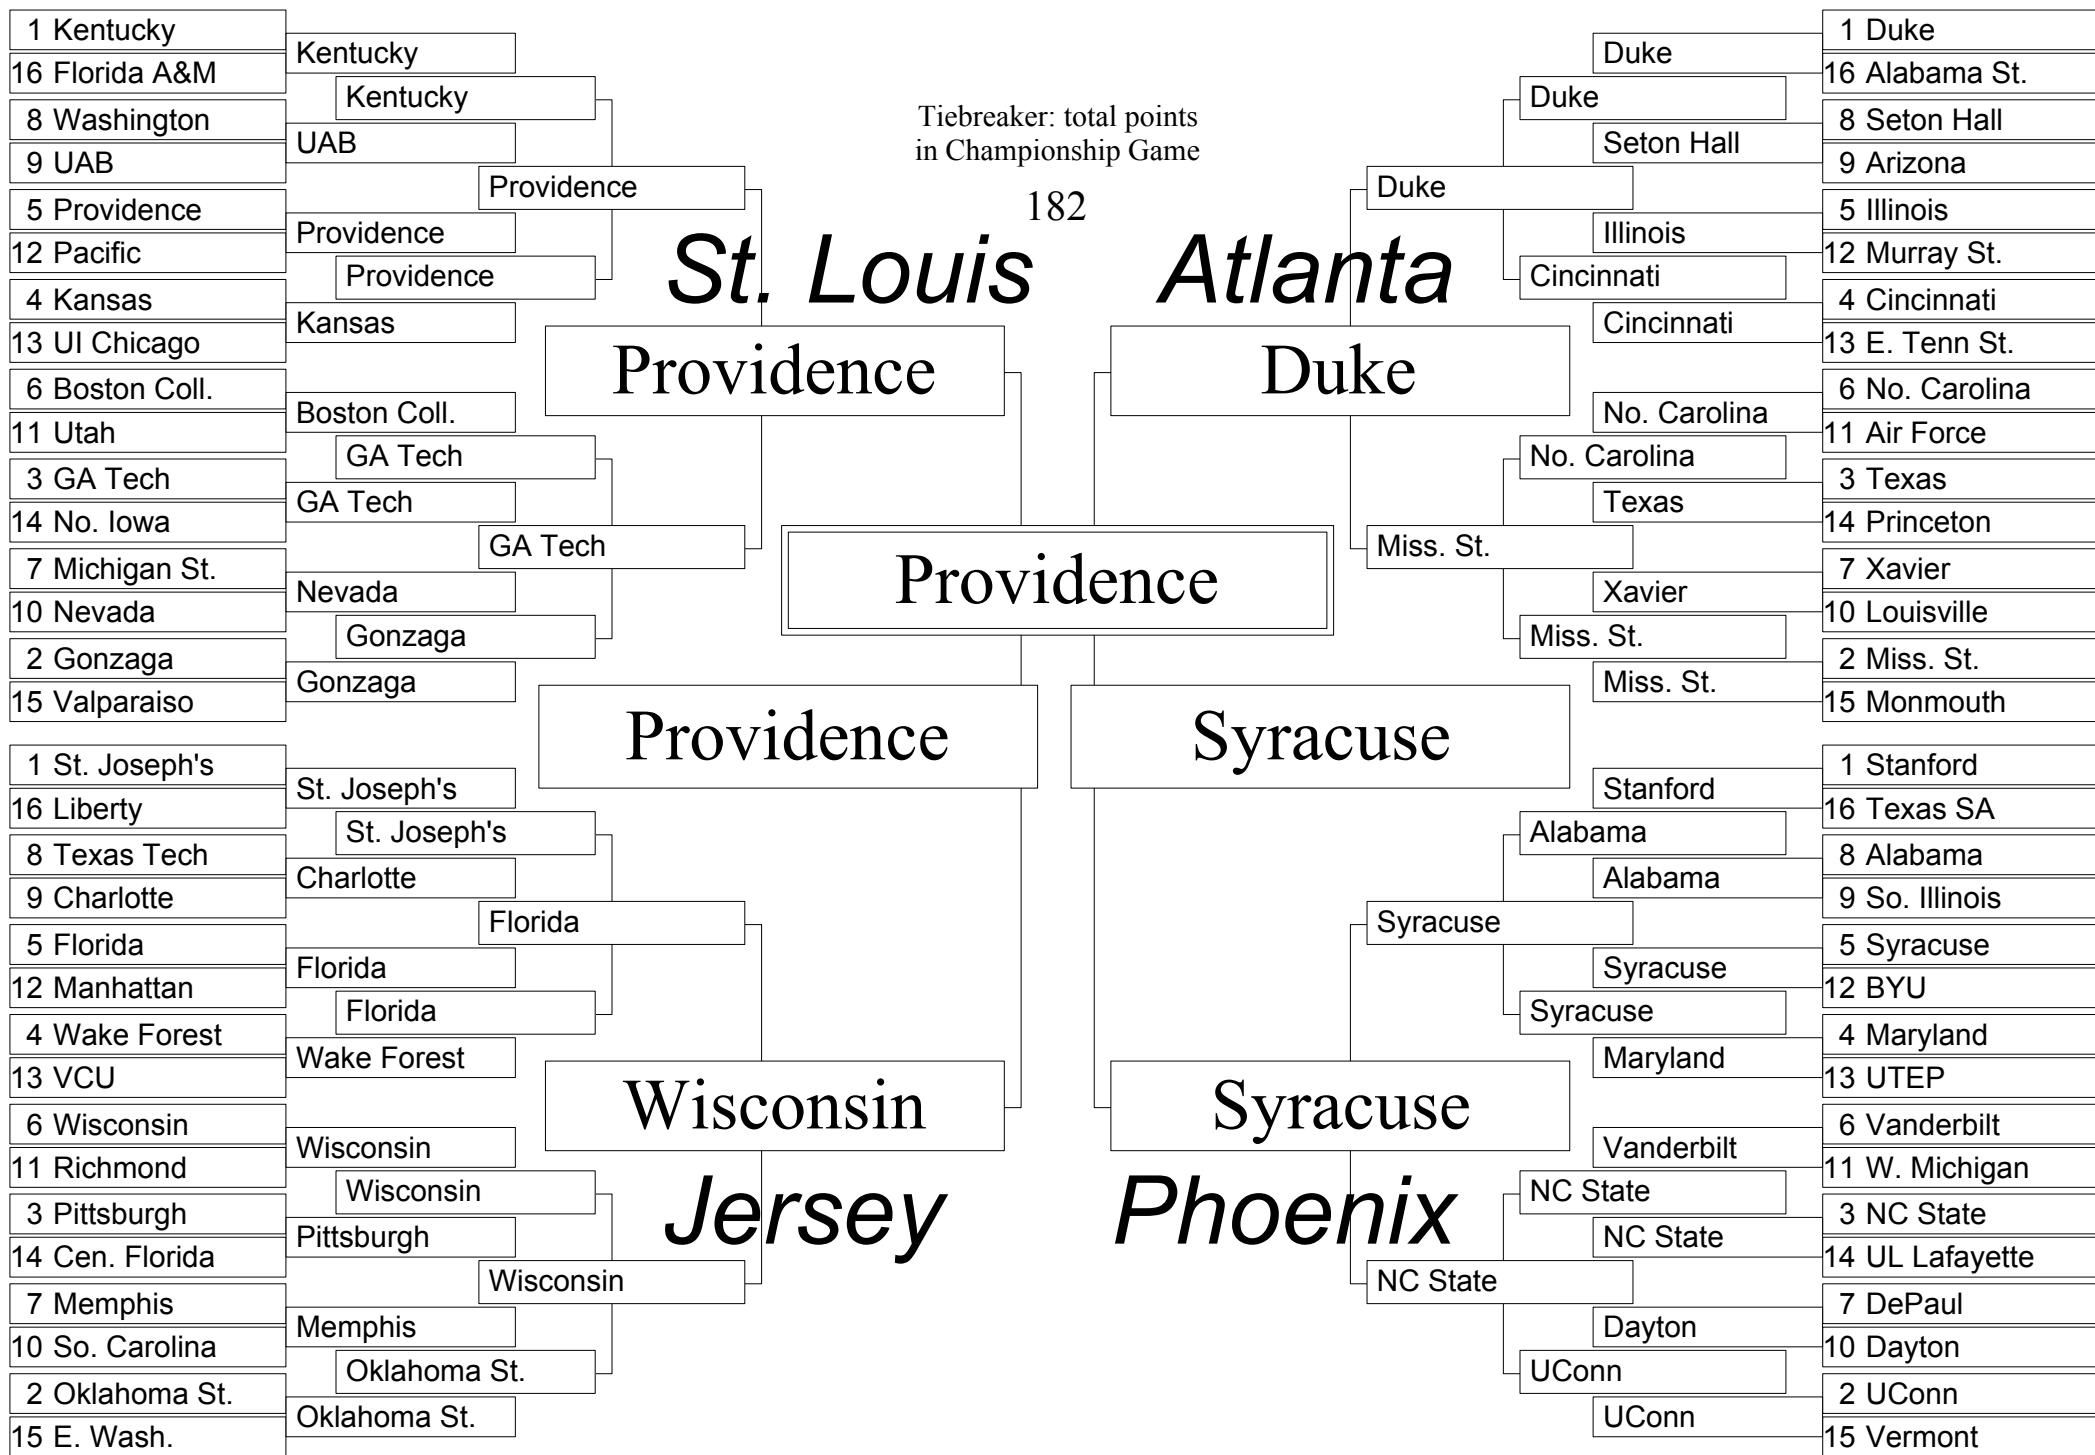 1 Kentucky
16 Florida A&M
8 Washington
9 UAB
5 Providence
12 Pacific
4 Kansas
13 UI Chicago
6 Boston Coll.
11 Utah
3 GA Tech
14 No. Iowa
7 Michigan St.
10 Nevada
2 Gonzaga
15 Valparaiso
Kentucky
UAB
Providence
Kansas
Boston Coll.
GA Tech
Nevada
Gonzaga
Kentucky
Providence
GA Tech
Gonzaga
Providence
GA Tech
St. Louis
Providence
1 St. Joseph's
16 Liberty
8 Texas Tech
9 Charlotte
5 Florida
12 Manhattan
4 Wake Forest
13 VCU
6 Wisconsin
11 Richmond
3 Pittsburgh
14 Cen. Florida
7 Memphis
10 So. Carolina
2 Oklahoma St.
15 E. Wash.
St. Joseph's
Charlotte
Florida
Wake Forest
Wisconsin
Pittsburgh
Memphis
Oklahoma St.
St. Joseph's
Florida
Wisconsin
Oklahoma St.
Florida
Wisconsin
Wisconsin
Jersey
Tiebreaker: total points
in Championship Game
182
Providence
Providence
Syracuse
Atlanta
Duke
Duke
Miss. St.
Duke
Cincinnati
No. Carolina
Miss. St.
Duke
Seton Hall
Illinois
Cincinnati
No. Carolina
Texas
Xavier
Miss. St.
1 Duke
16 Alabama St.
8 Seton Hall
9 Arizona
5 Illinois
12 Murray St.
4 Cincinnati
13 E. Tenn St.
6 No. Carolina
11 Air Force
3 Texas
14 Princeton
7 Xavier
10 Louisville
2 Miss. St.
15 Monmouth
Syracuse
Phoenix
Syracuse
NC State
Alabama
Syracuse
NC State
UConn
Stanford
Alabama
Syracuse
Maryland
Vanderbilt
NC State
Dayton
UConn
1 Stanford
16 Texas SA
8 Alabama
9 So. Illinois
5 Syracuse
12 BYU
4 Maryland
13 UTEP
6 Vanderbilt
11 W. Michigan
3 NC State
14 UL Lafayette
7 DePaul
10 Dayton
2 UConn
15 Vermont